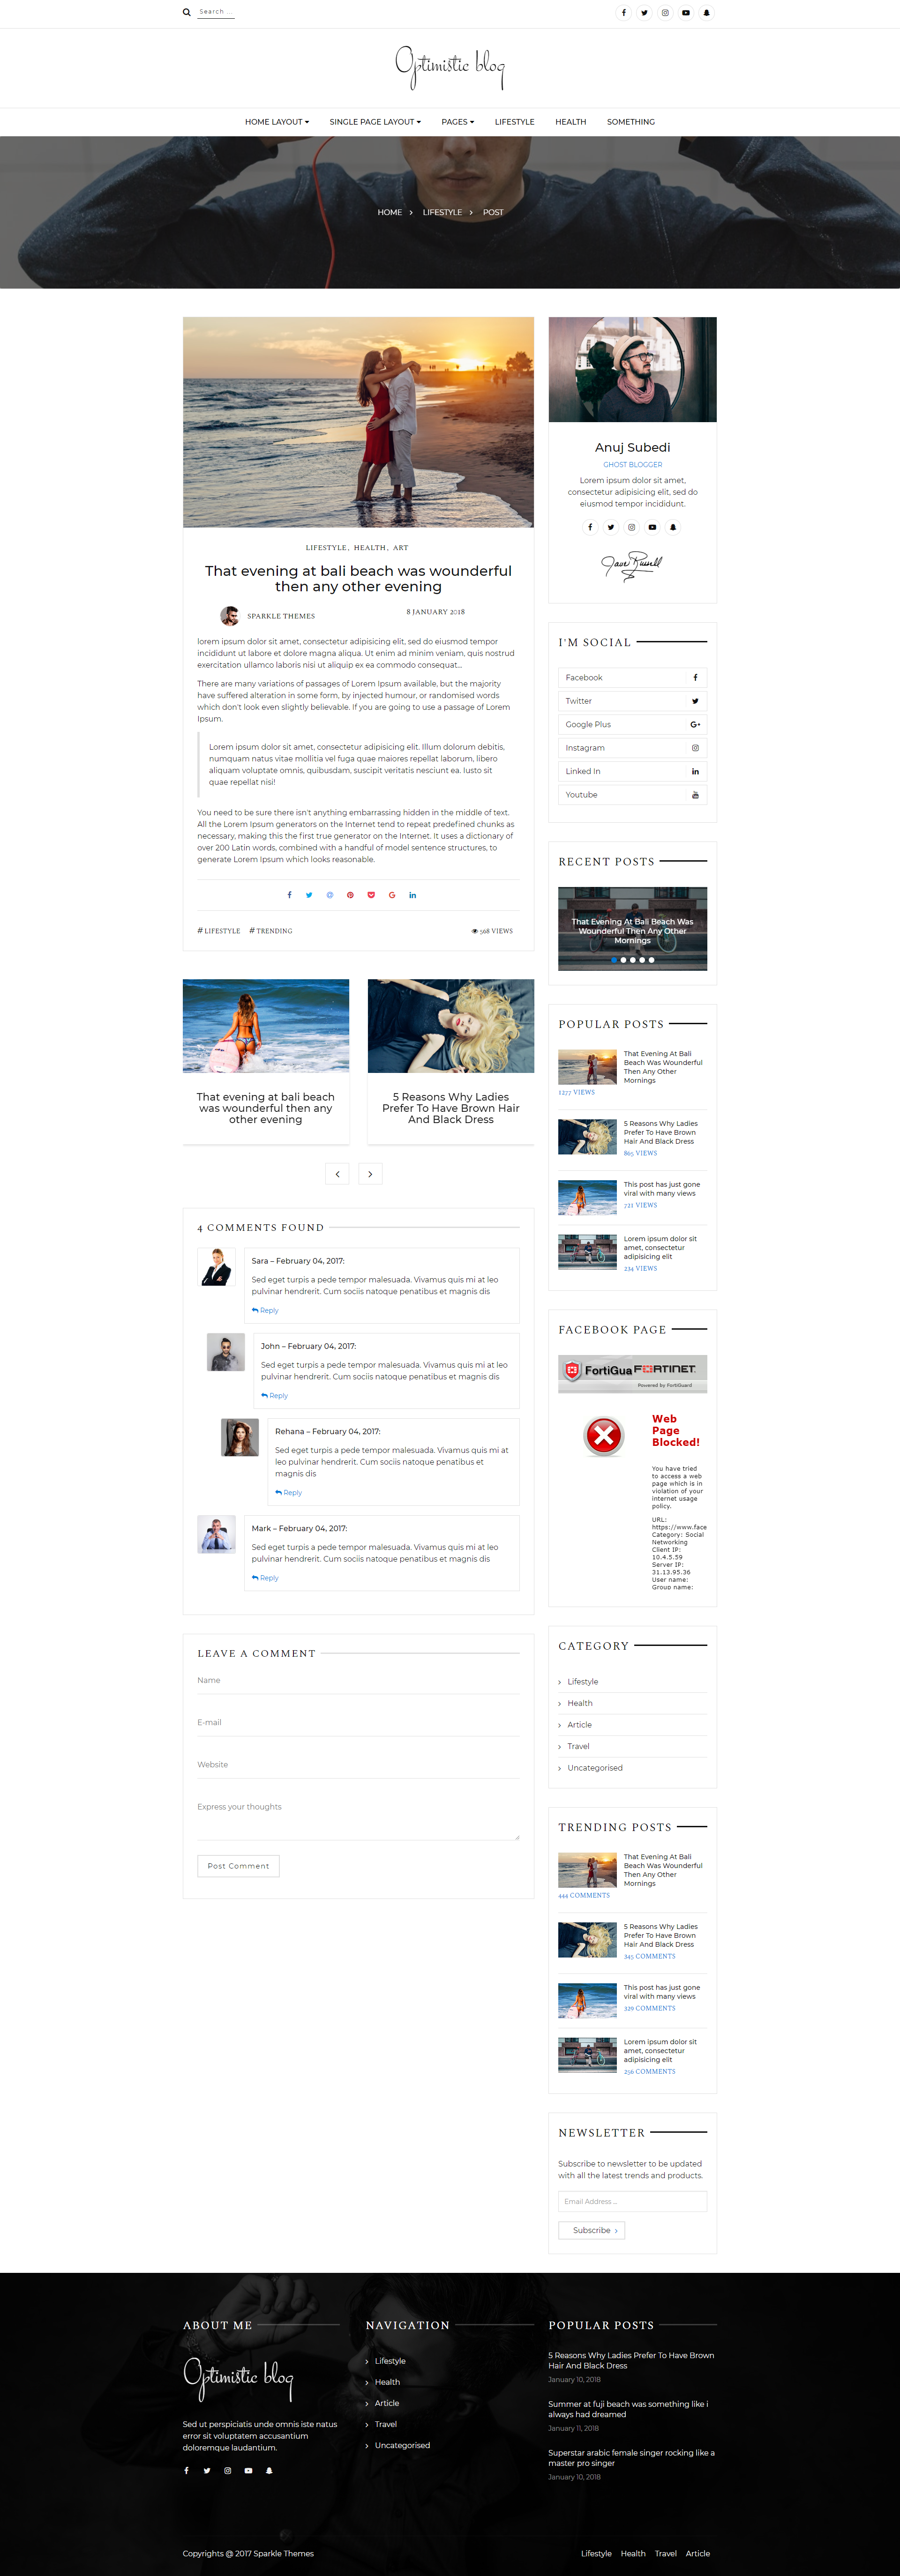 Search ...
Optimistic blog
HOME LAYOUT
SINGLE PAGE LAYOUT
PAGES
LIFESTYLE
HEALTH
SOMETHING
HOME > LIFESTYLE > POST
LIFESTYLE, HEALTH, ART
That evening at bali beach was wounderful
then any other evening
SPARKLE THEMES
8 JANUARY 2018
lorem ipsum dolor sit amet, consectetur adipisicing elit, sed do eiusmod tempor
incididunt ut labore et dolore magna aliqua. Ut enim ad minim veniam, quis nostrud
exercitation ullamco laboris nisi ut aliquip ex ea commodo consequat...
There are many variations of passages of Lorem Ipsum available, but the majority
have suffered alteration in some form, by injected humour, or randomised words
which don't look even slightly believable. If you are going to use a passage of Lorem
Ipsum.
Lorem ipsum dolor sit amet, consectetur adipisicing elit. Illum dolorum debitis,
numquam natus vitae mollitia vel fuga quae maiores repellat laborum, libero
aliquam voluptate omnis, quibusdam, suscipit veritatis nesciunt ea. Iusto sit
quae repellat nisi!
You need to be sure there isn't anything embarrassing hidden in the middle of text.
All the Lorem Ipsum generators on the Internet tend to repeat predefined chunks as
necessary, making this the first true generator on the Internet. It uses a dictionary of
over 200 Latin words, combined with a handful of model sentence structures, to
generate Lorem Ipsum which looks reasonable.
# LIFESTYLE # TRENDING
568 VIEWS
That evening at bali beach
was wounderful then any
other evening
5 Reasons Why Ladies
Prefer To Have Brown Hair
And Black Dress
4 COMMENTS FOUND
Sara – February 04, 2017:
Sed eget turpis a pede tempor malesuada. Vivamus quis mi at leo
pulvinar hendrerit. Cum sociis natoque penatibus et magnis dis
Reply
John – February 04, 2017:
Sed eget turpis a pede tempor malesuada. Vivamus quis mi at leo
pulvinar hendrerit. Cum sociis natoque penatibus et magnis dis
Reply
Rehana – February 04, 2017:
Sed eget turpis a pede tempor malesuada. Vivamus quis mi at
leo pulvinar hendrerit. Cum sociis natoque penatibus et
magnis dis
Reply
Mark – February 04, 2017:
Sed eget turpis a pede tempor malesuada. Vivamus quis mi at leo
pulvinar hendrerit. Cum sociis natoque penatibus et magnis dis
Reply
LEAVE A COMMENT
Name
E-mail
Website
Express your thoughts
Post Comment
Anuj Subedi
GHOST BLOGGER
Lorem ipsum dolor sit amet,
consectetur adipisicing elit, sed do
eiusmod tempor incididunt.
I'M SOCIAL
Facebook
Twitter
Google Plus
Instagram
Linked In
Youtube
RECENT POSTS
That Evening At Bali Beach Was
Wounderful Then Any Other
Mornings
POPULAR POSTS
That Evening At Bali
Beach Was Wounderful
Then Any Other
Mornings
1277 VIEWS
5 Reasons Why Ladies
Prefer To Have Brown
Hair And Black Dress
865 VIEWS
This post has just gone
viral with many views
721 VIEWS
Lorem ipsum dolor sit
amet, consectetur
adipisicing elit
234 VIEWS
FACEBOOK PAGE
FortiGua FORTINET
Powered by FortiGuard
Web
Page
Blocked!
You have tried
to access a web
page which is in
violation of your
internet usage
policy.
URL:
https://www.face
Category: Social
Networking
Client IP:
10.4.5.59
Server IP:
31.13.95.36
User name:
Group name:
CATEGORY
Lifestyle
Health
Article
Travel
Uncategorised
TRENDING POSTS
That Evening At Bali
Beach Was Wounderful
Then Any Other
Mornings
444 COMMENTS
5 Reasons Why Ladies
Prefer To Have Brown
Hair And Black Dress
345 COMMENTS
This post has just gone
viral with many views
329 COMMENTS
Lorem ipsum dolor sit
amet, consectetur
adipisicing elit
256 COMMENTS
NEWSLETTER
Subscribe to newsletter to be updated
with all the latest trends and products.
Email Address ...
Subscribe
ABOUT ME
Optimistic blog
Sed ut perspiciatis unde omnis iste natus
error sit voluptatem accusantium
doloremque laudantium.
NAVIGATION
Lifestyle
Health
Article
Travel
Uncategorised
POPULAR POSTS
5 Reasons Why Ladies Prefer To Have Brown
Hair And Black Dress
January 10, 2018
Summer at fuji beach was something like i
always had dreamed
January 11, 2018
Superstar arabic female singer rocking like a
master pro singer
January 10, 2018
Copyrights @ 2017 Sparkle Themes
Lifestyle Health Travel Article